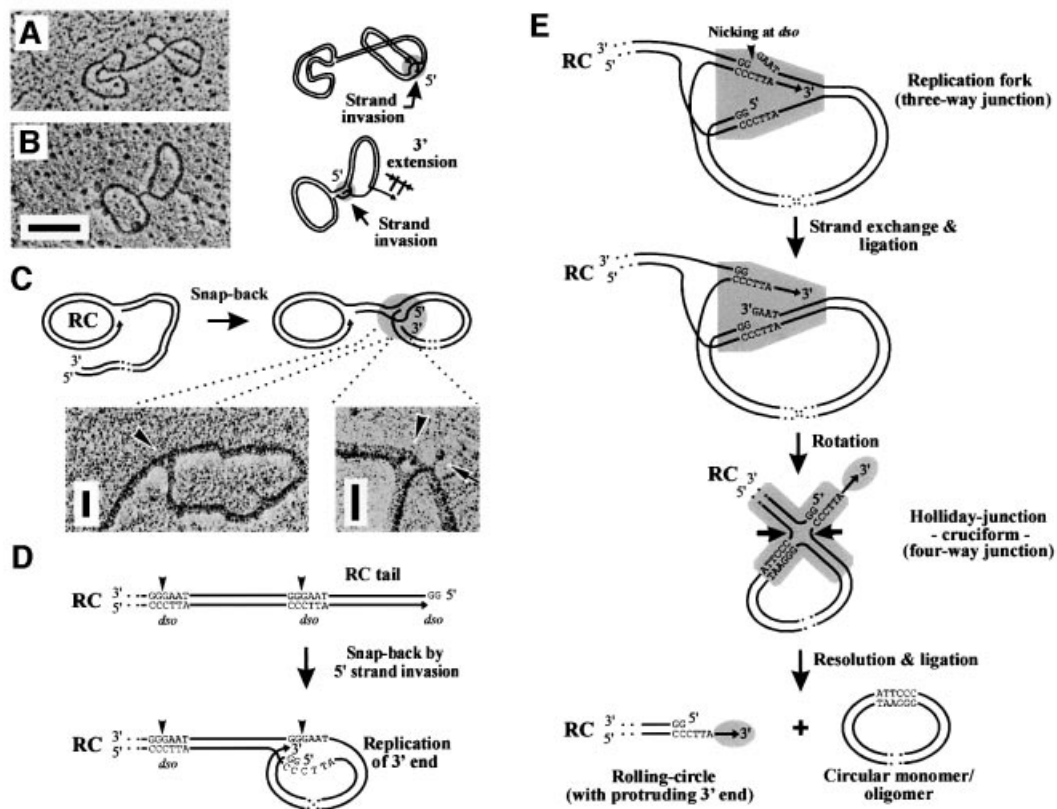 A
5'
Strand
invasion
B
3'
extension
5'
Strand
invasion
C
RC
3'
5'
Snap-back
5'
3'
D
RC tail
RC 3' GGGAAT GGGAAT GG 5'
5' CCCTTA CCCTTA
dso dso dso
Snap-back by
5' strand invasion
RC 3' GGGAAT GGGAAT
5' CCCTTA 3'
GG 5'
CCCTTA
dso
Replication
of 3' end
E
Nicking at dso
RC 3'
5'
GG GAAT
CCCTTA 3'
GG 5'
CCCTTA
Replication fork
(three-way junction)
Strand exchange &
ligation
RC 3'
5'
GG
CCCTTA 3'
3' GAAT
GG
CCCTTA
Rotation
RC 3'
5'
5'
GG
CCCTTA
3'
ATTCCC
TAAGGG
Holliday-junction
- cruciform -
(four-way junction)
Resolution & ligation
RC 3' GG 5'
5' CCCTTA 3'
+
ATTCCC
TAAGGG
Rolling-circle
(with protruding 3' end)
Circular monomer/
oligomer